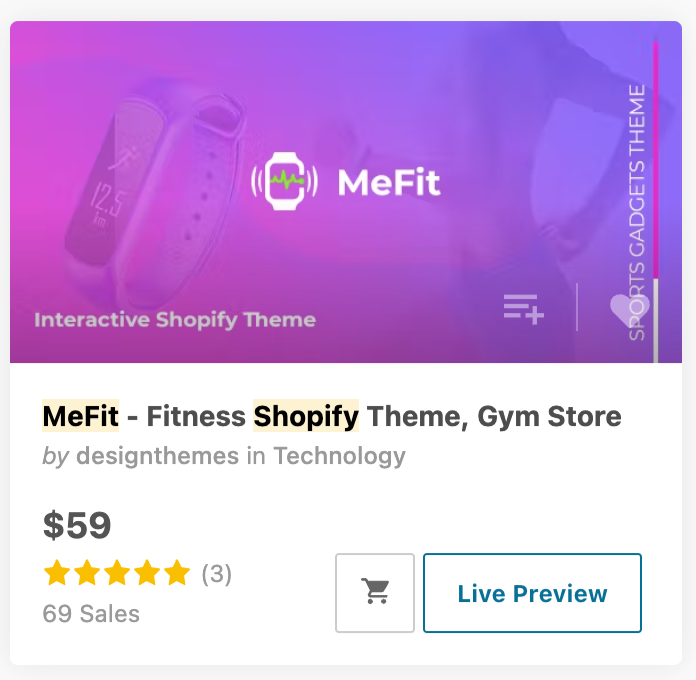 12.5
km
MeFit
SPORTS GADGETS THEME
Interactive Shopify Theme
MeFit - Fitness Shopify Theme, Gym Store
by designthemes in Technology
$59
(3)
69 Sales
Live Preview